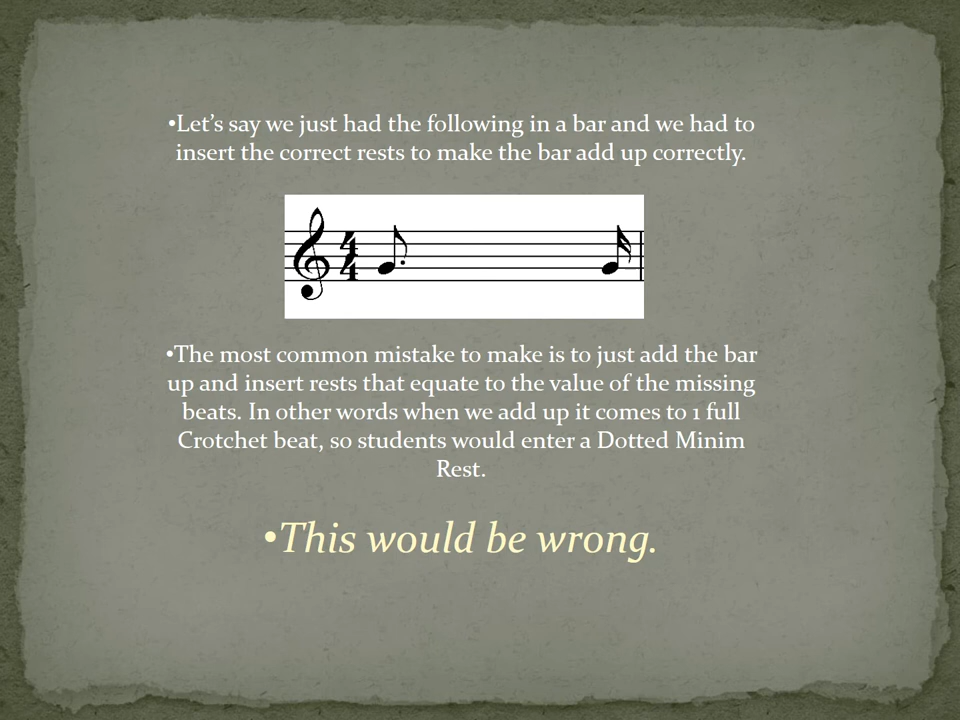 •Let's say we just had the following in a bar and we had to
insert the correct rests to make the bar add up correctly.
4
4
•The most common mistake to make is to just add the bar
up and insert rests that equate to the value of the missing
beats. In other words when we add up it comes to 1 full
Crotchet beat, so students would enter a Dotted Minim
Rest.
•This would be wrong.